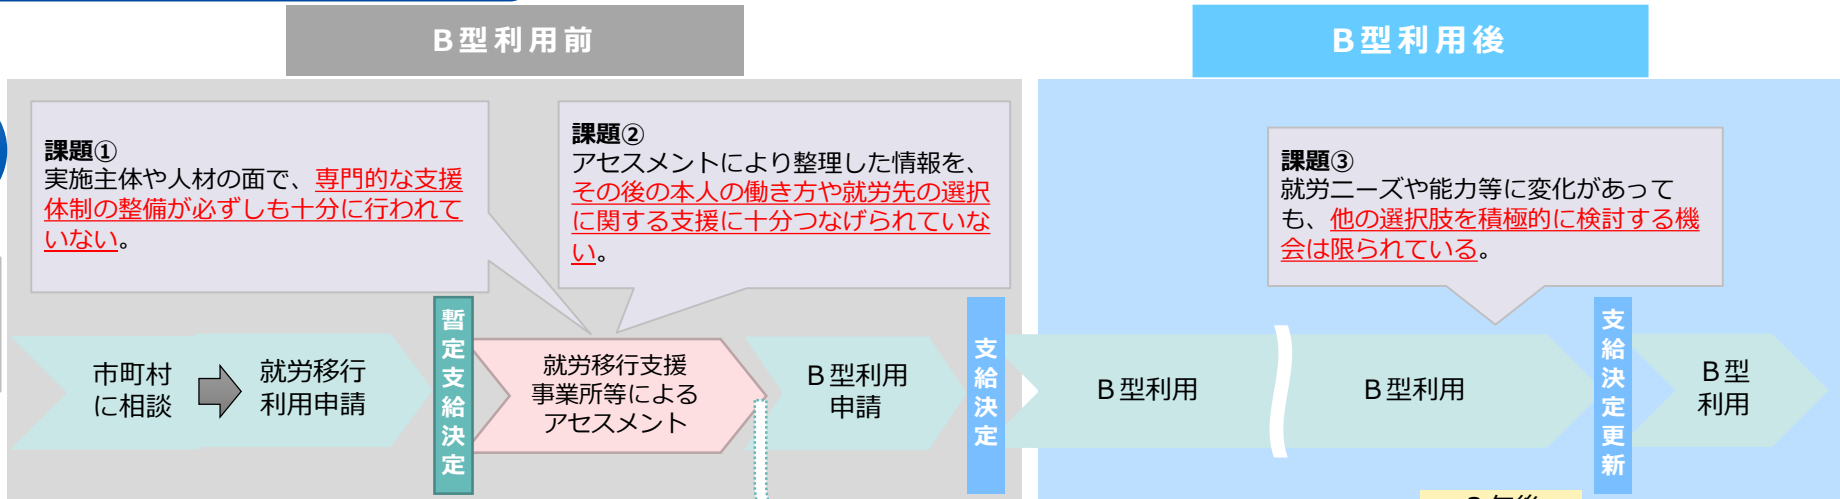 B型利用前
B型利用後
課題①
実施主体や人材の面で、専門的な支援
体制の整備が必ずしも十分に行われて
いない。
課題②
アセスメントにより整理した情報を、
その後の本人の働き方や就労先の選択
に関する支援に十分つなげられていな
い。
課題③
就労ニーズや能力等に変化があって
も、他の選択肢を積極的に検討する機
会は限られている。
市町村
に相談
就労移行
利用申請
暫定支給決定
就労移行支援
事業所等による
アセスメント
B型利用
申請
支給決定
B型利用
B型利用
支給決定更新
B型
利用